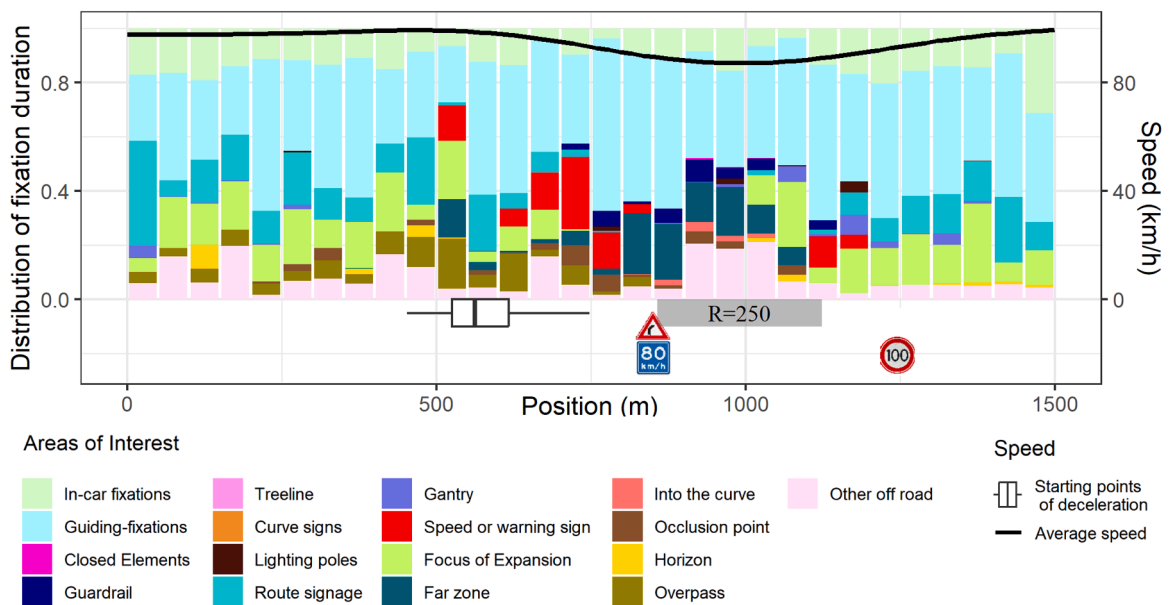 Distribution of fixation duration
0.8
0.4
0.0
80
40
0
Speed (km/h)
R=250
80
km/h
100
0
500
1000
1500
Position (m)
Areas of Interest
In-car fixations
Guiding-fixations
Closed Elements
Guardrail
Treeline
Curve signs
Lighting poles
Route signage
Gantry
Speed or warning sign
Focus of Expansion
Far zone
Into the curve
Occlusion point
Horizon
Overpass
Other off road
Speed
Starting points
of deceleration
Average speed